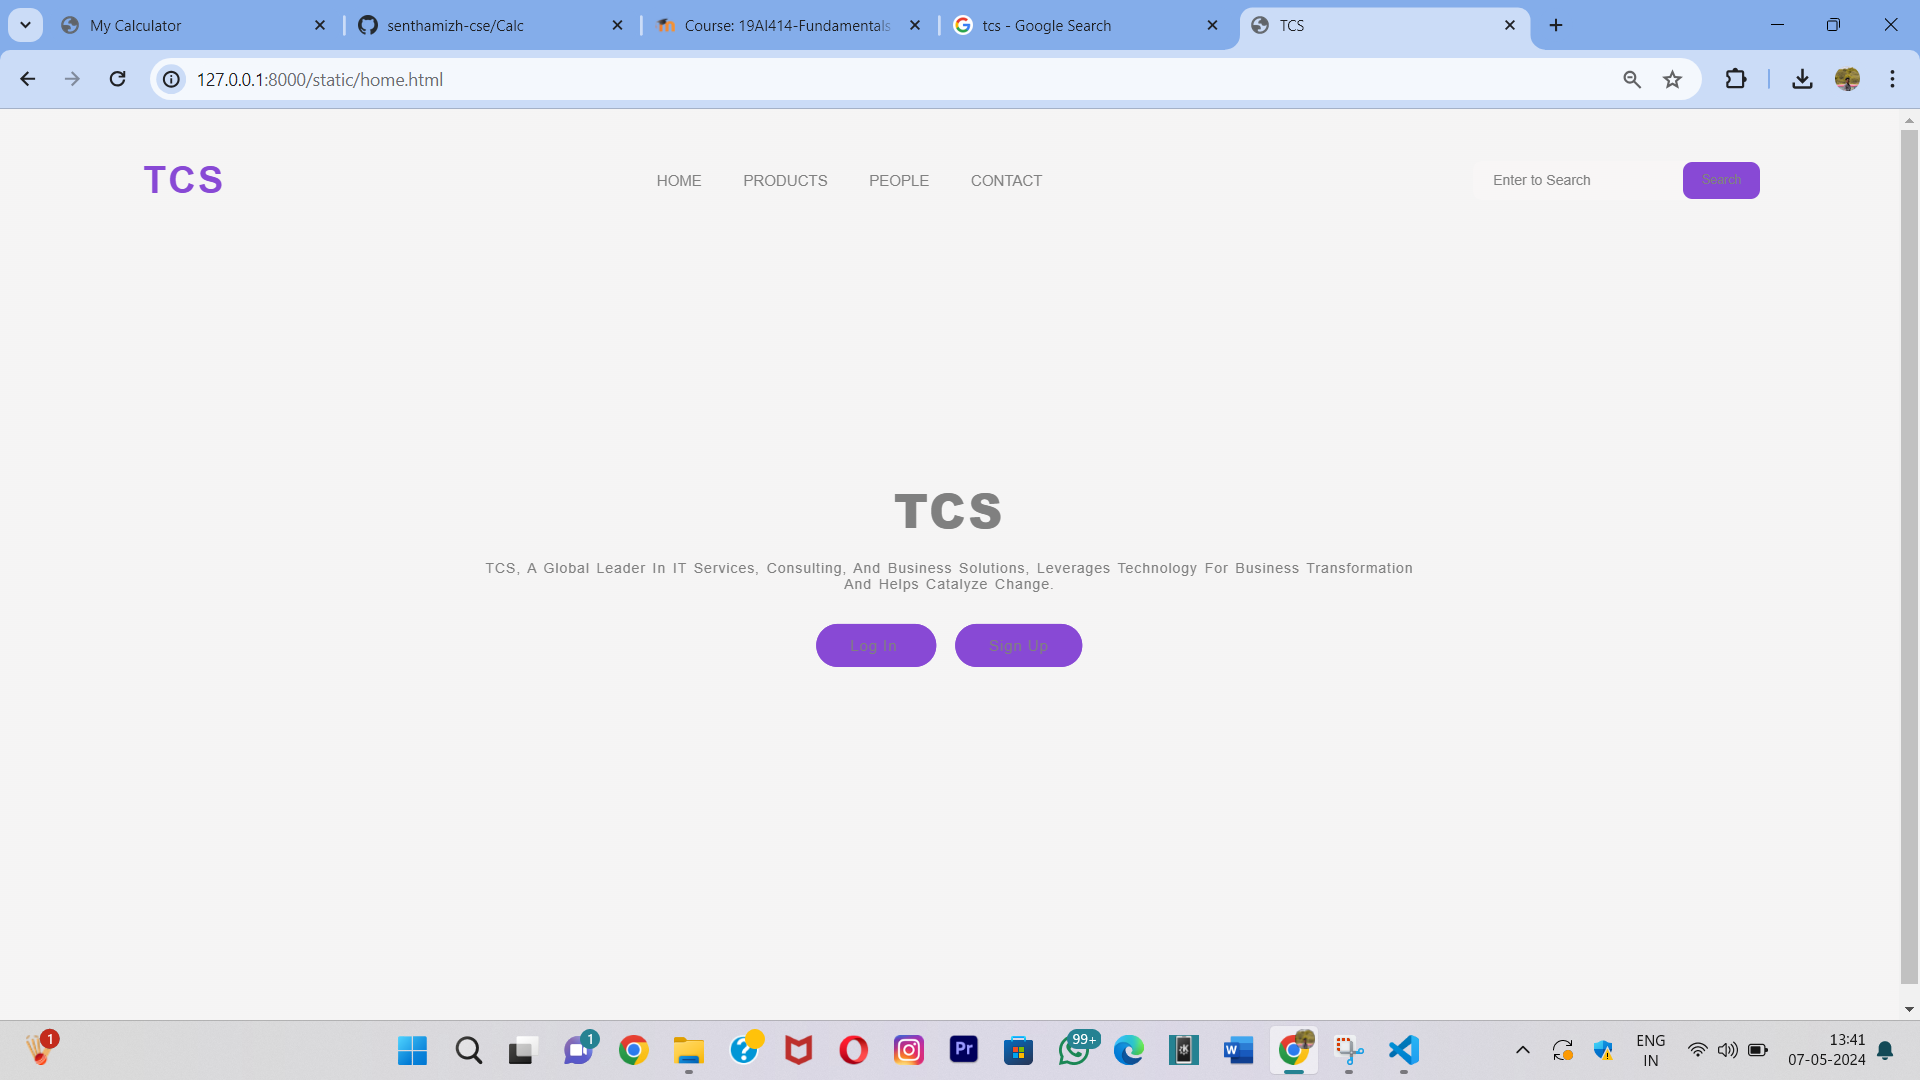 My Calculator
senthamizh-cse/Calc
Course: 19AI414-Fundamentals
tcs - Google Search
TCS
127.0.0.1:8000/static/home.html
TCS
HOME PRODUCTS PEOPLE CONTACT
Enter to Search
Search
TCS
TCS, A Global Leader In IT Services, Consulting, And Business Solutions, Leverages Technology For Business Transformation
And Helps Catalyze Change.
Log In
Sign Up
1
1
Pr
99+
W
ENG
IN
13:41
07-05-2024